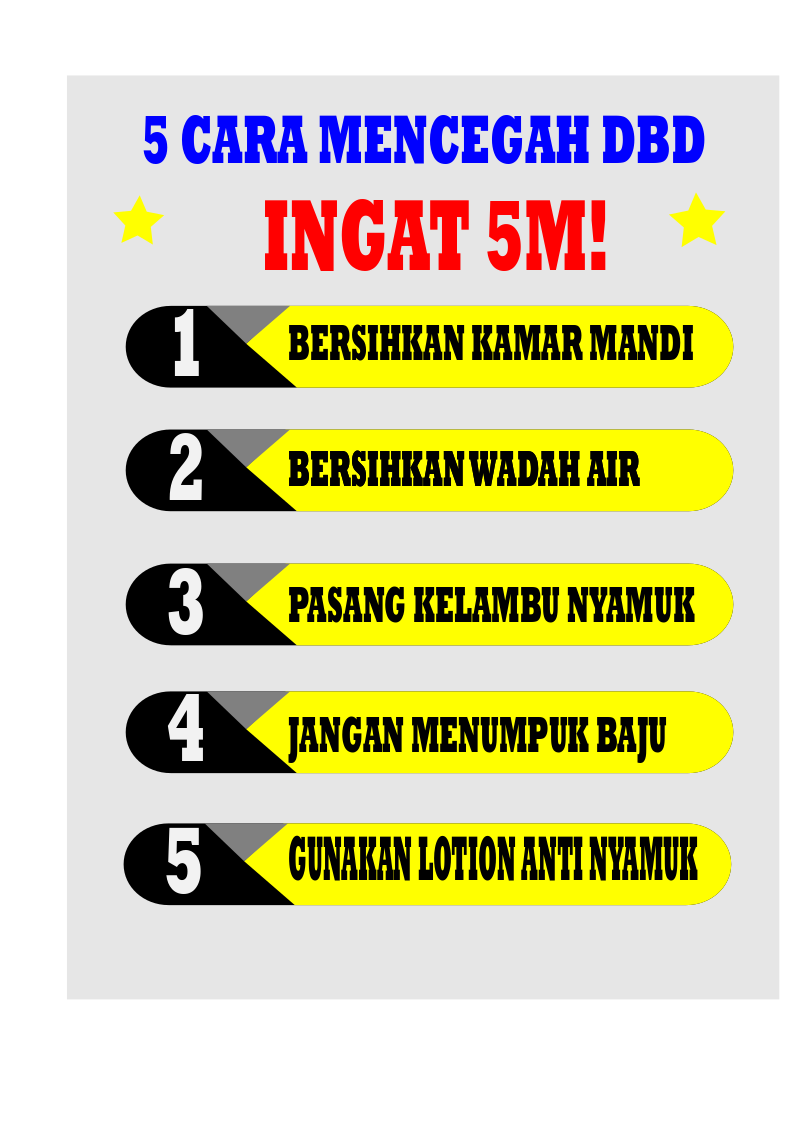 5 CARA MENCEGAH DBD
INGAT 5M!
1 BERSIHKAN KAMAR MANDI
2 BERSIHKAN WADAH AIR
3 PASANG KELAMBU NYAMUK
4 JANGAN MENUMPUK BAJU
5 GUNAKAN LOTION ANTI NYAMUK